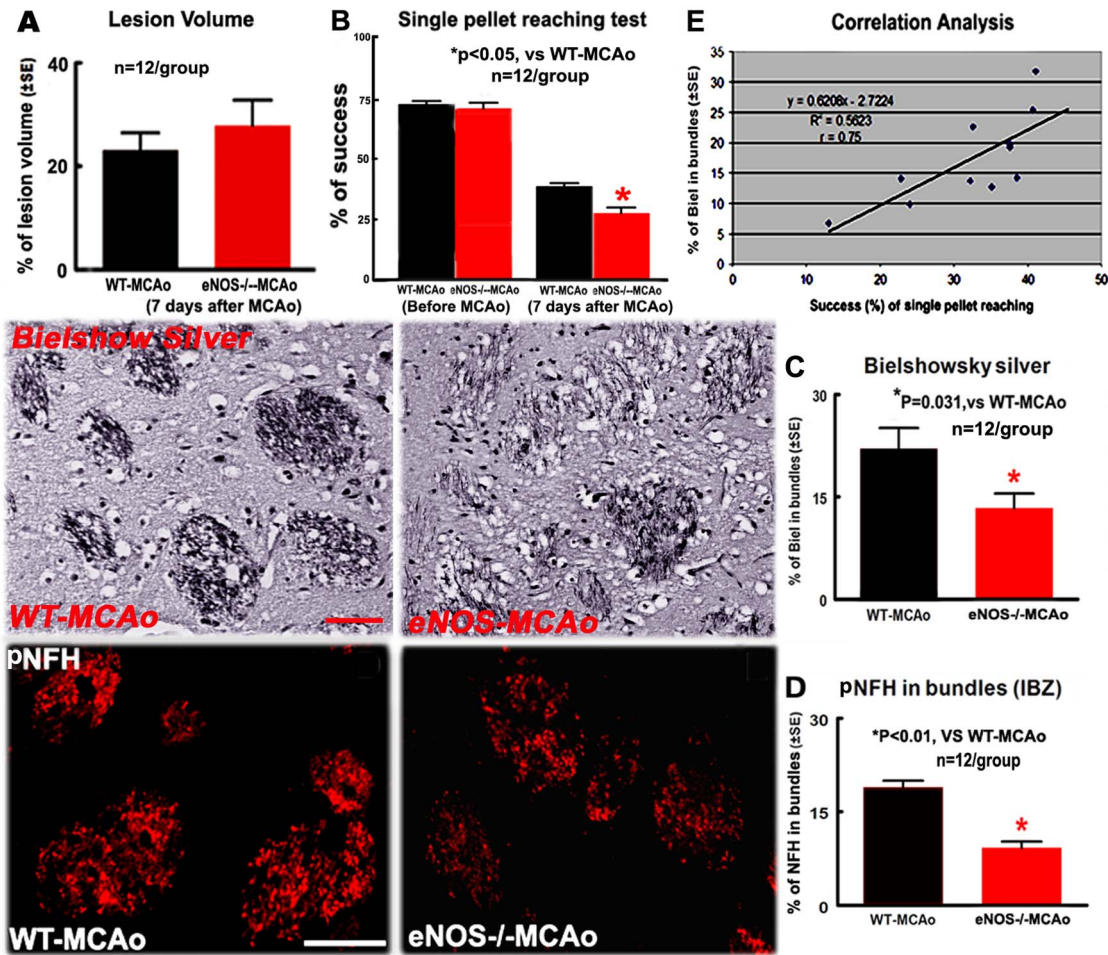 A
Lesion Volume
% of lesion volume (±SE)
40
20
0
n=12/group
WT-MCAo
eNOS-/--MCAo
(7 days after MCAo)
B
Single pellet reaching test
% of success
100
75
50
25
0
*p<0.05, vs WT-MCAo
n=12/group
*
WT-MCAo eNOS-/--MCAo
(Before MCAo)
WT-MCAo eNOS-/--MCAo
(7 days after MCAo)
E
Correlation Analysis
% of Biel in bundles (±SE)
35
30
25
20
15
10
5
0
y = 0.6208x - 2.7224
R² = 0.5623
r = 0.75
0 10 20 30 40 50
Success (%) of single pellet reaching
Bielshow Silver
WT-MCAo
eNOS-MCAo
C
Bielshowsky silver
% of Biel in bundles (±SE)
30
15
0
*P=0.031,vs WT-MCAo
n=12/group
*
WT-MCAo
eNOS-/-MCAo
pNFH
WT-MCAo
eNOS-/-MCAo
D
pNFH in bundles (IBZ)
% of NFH in bundles (±SE)
30
15
0
*P<0.01, VS WT-MCAo
n=12/group
*
WT-MCAo
eNOS-/-MCAo